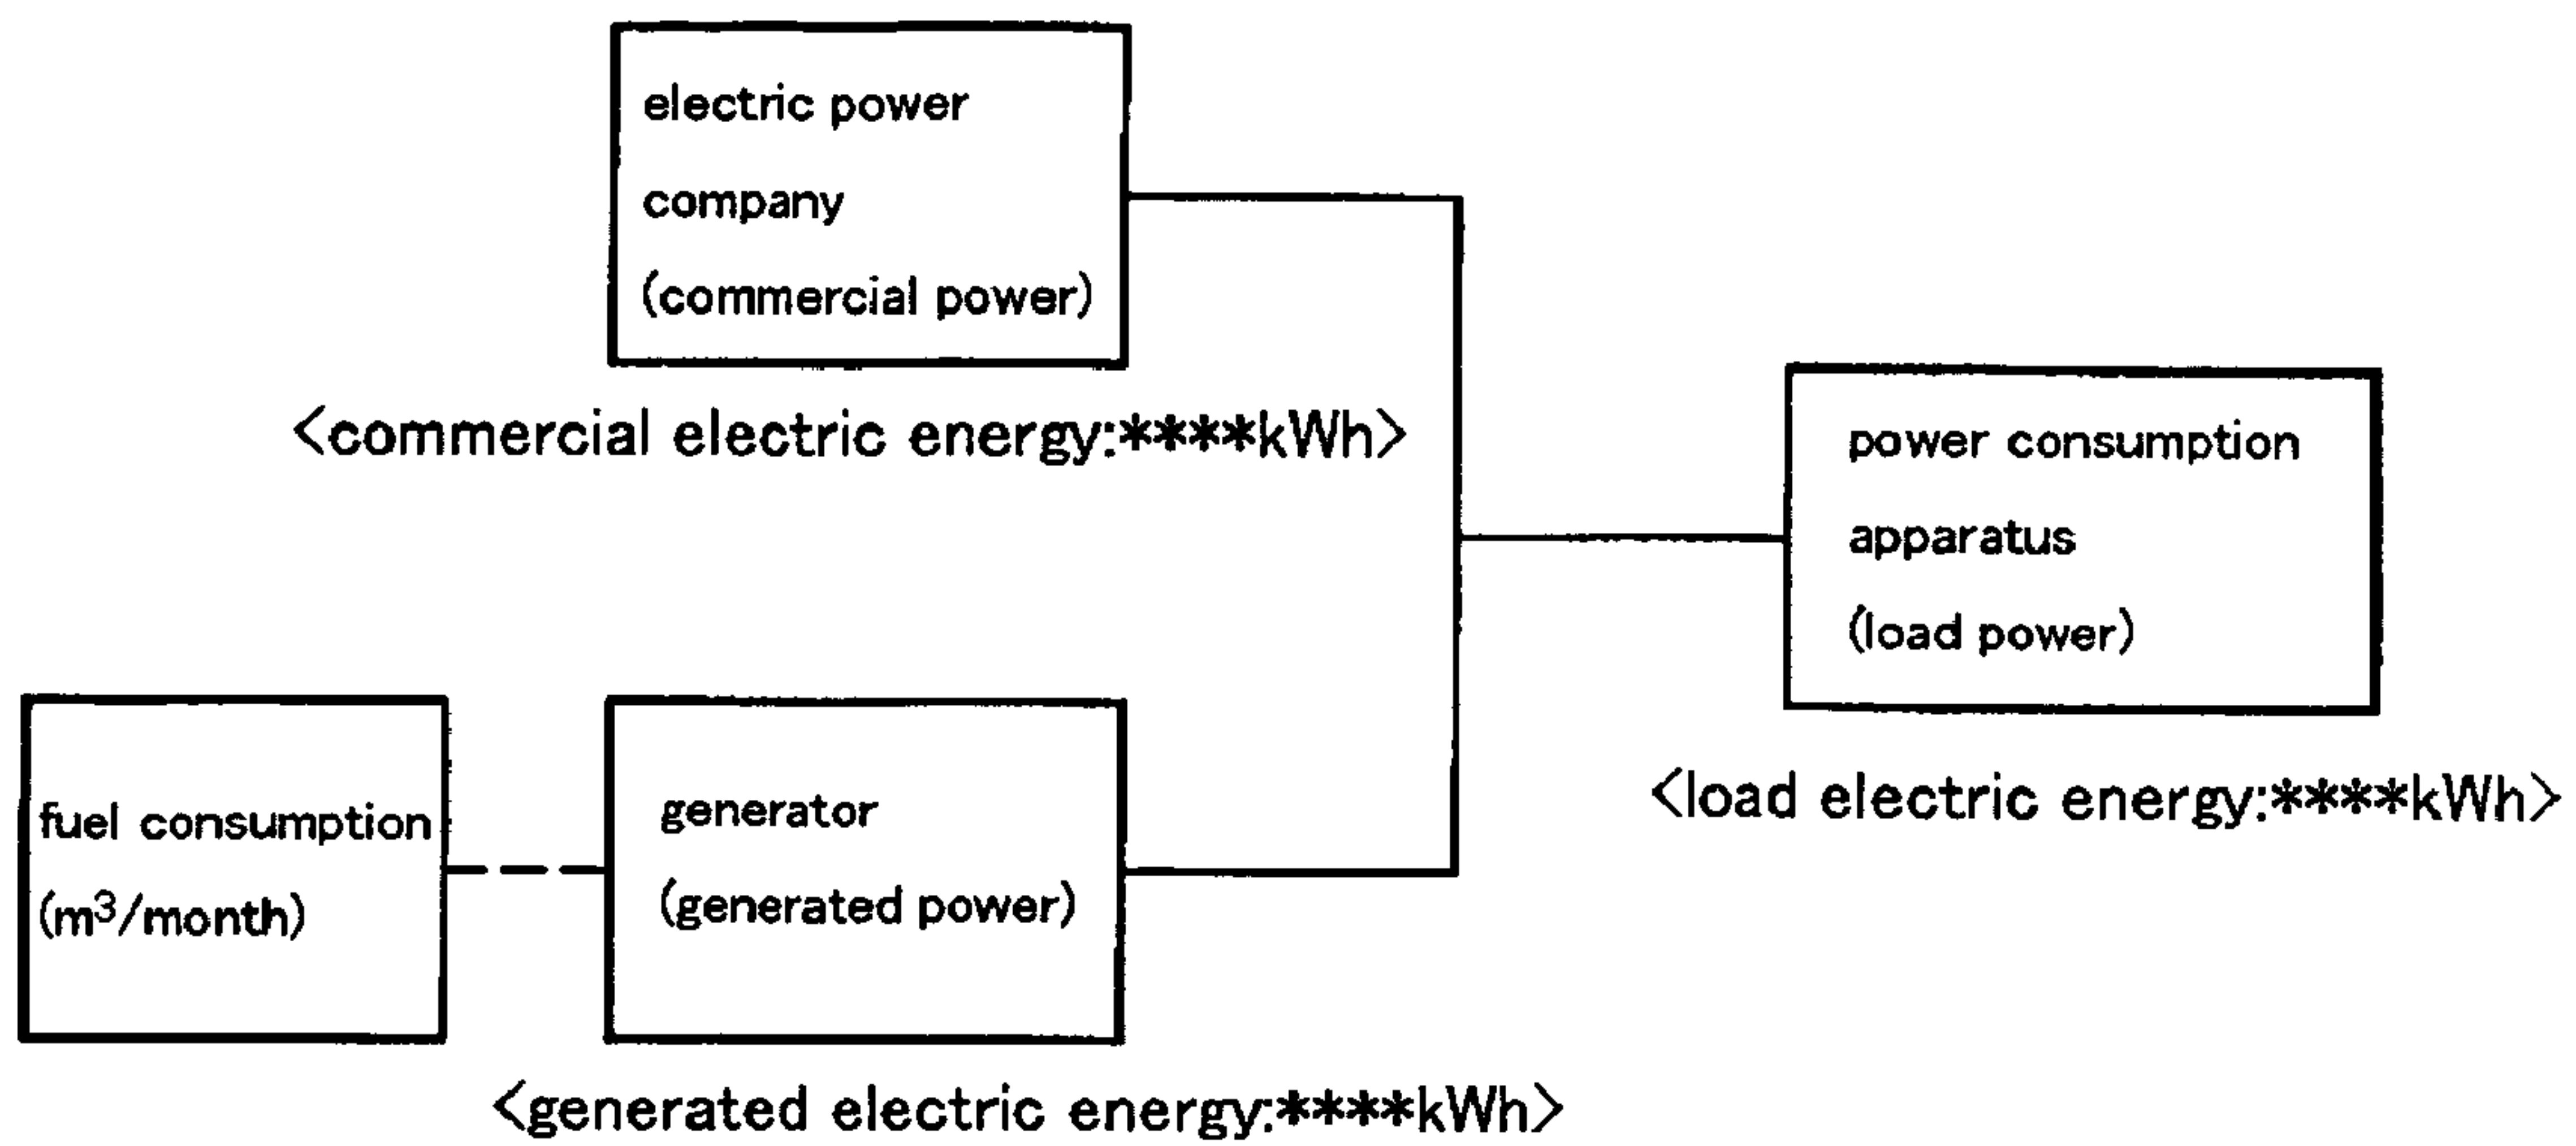 electric power
company
(commercial power)
<commercial electric energy:****kWh>
power consumption
apparatus
(load power)
<load electric energy:****kWh>
fuel consumption
(m³/month)
generator
(generated power)
<generated electric energy:****kWh>